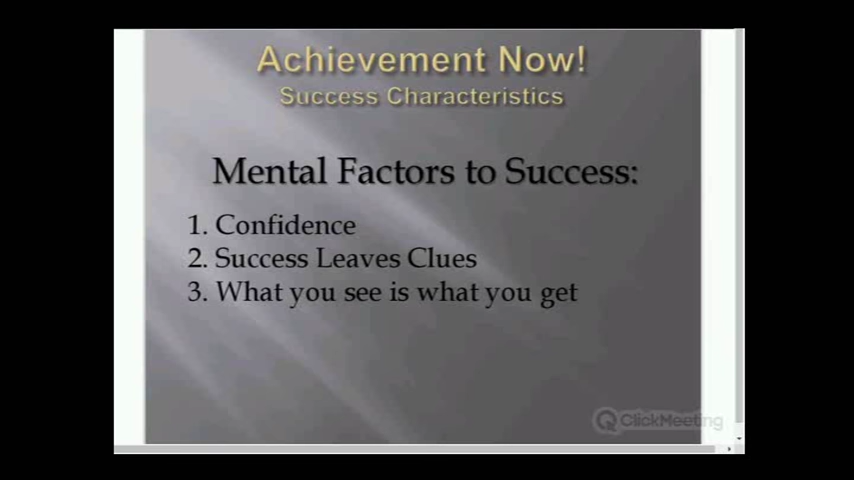 Achievement Now!
Success Characteristics
Mental Factors to Success:
1. Confidence
2. Success Leaves Clues
3. What you see is what you get
ClickMeeting